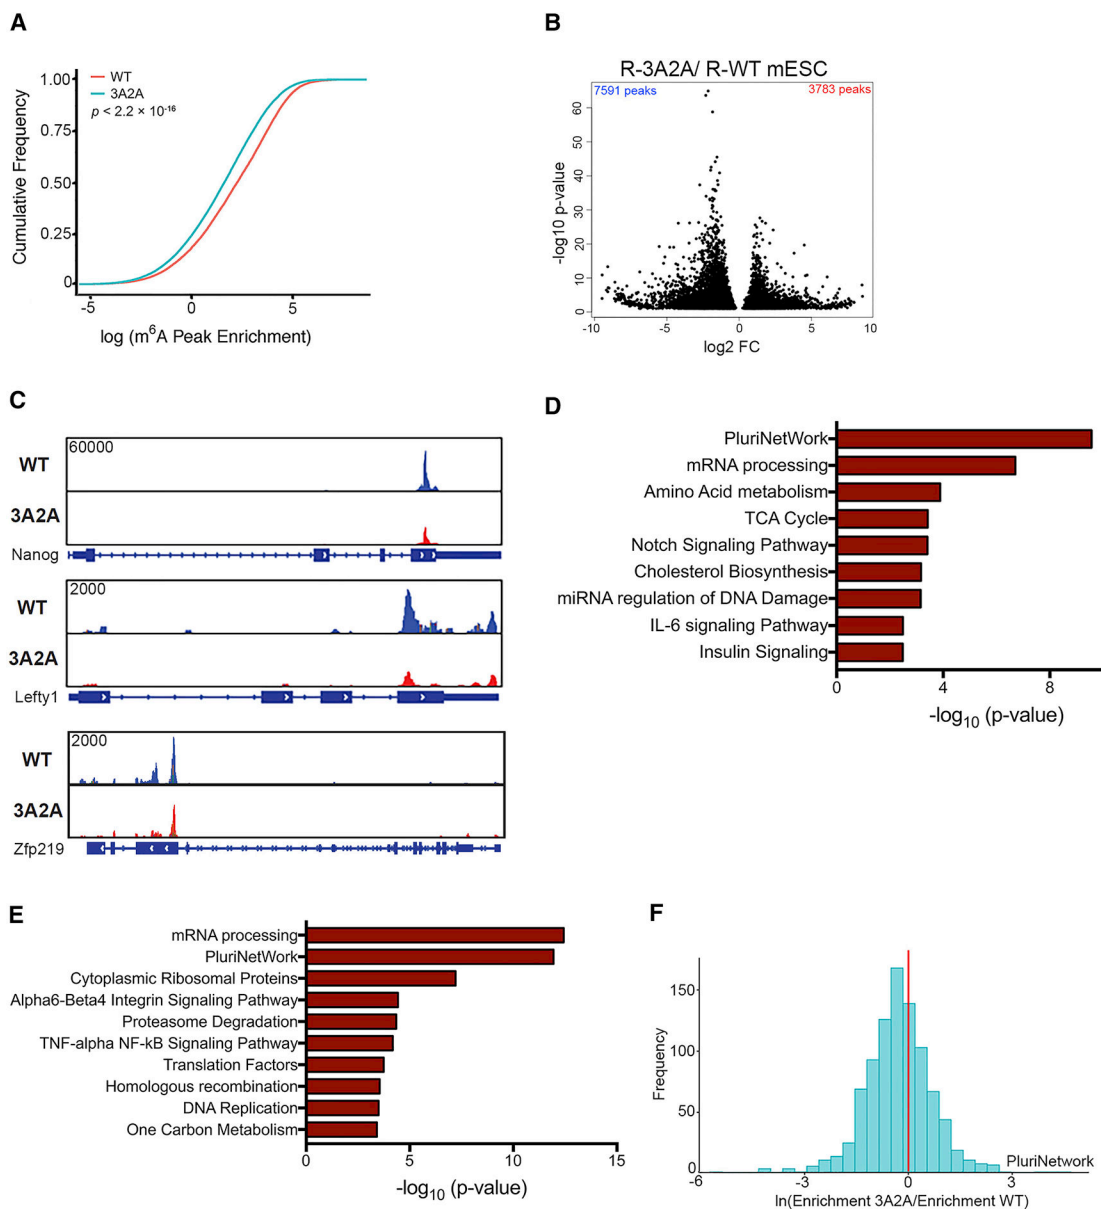 A
1.00
0.75
0.50
0.25
0
Cumulative Frequency
WT
3A2A
p < 2.2 × 10⁻¹⁶
-5
0
5
log (m⁶A Peak Enrichment)
B
R-3A2A/ R-WT mESC
7591 peaks
3783 peaks
60
50
40
30
20
10
0
-log10 p-value
-10
-5
0
5
10
log2 FC
C
60000
WT
3A2A
Nanog
2000
WT
3A2A
Lefty1
2000
WT
3A2A
Zfp219
D
PluriNetWork
mRNA processing
Amino Acid metabolism
TCA Cycle
Notch Signaling Pathway
Cholesterol Biosynthesis
miRNA regulation of DNA Damage
IL-6 signaling Pathway
Insulin Signaling
0
4
8
-log₁₀ (p-value)
E
mRNA processing
PluriNetWork
Cytoplasmic Ribosomal Proteins
Alpha6-Beta4 Integrin Signaling Pathway
Proteasome Degradation
TNF-alpha NF-kB Signaling Pathway
Translation Factors
Homologous recombination
DNA Replication
One Carbon Metabolism
0
5
10
15
-log₁₀ (p-value)
F
150
100
50
0
Frequency
PluriNetwork
-6
-3
0
3
ln(Enrichment 3A2A/Enrichment WT)